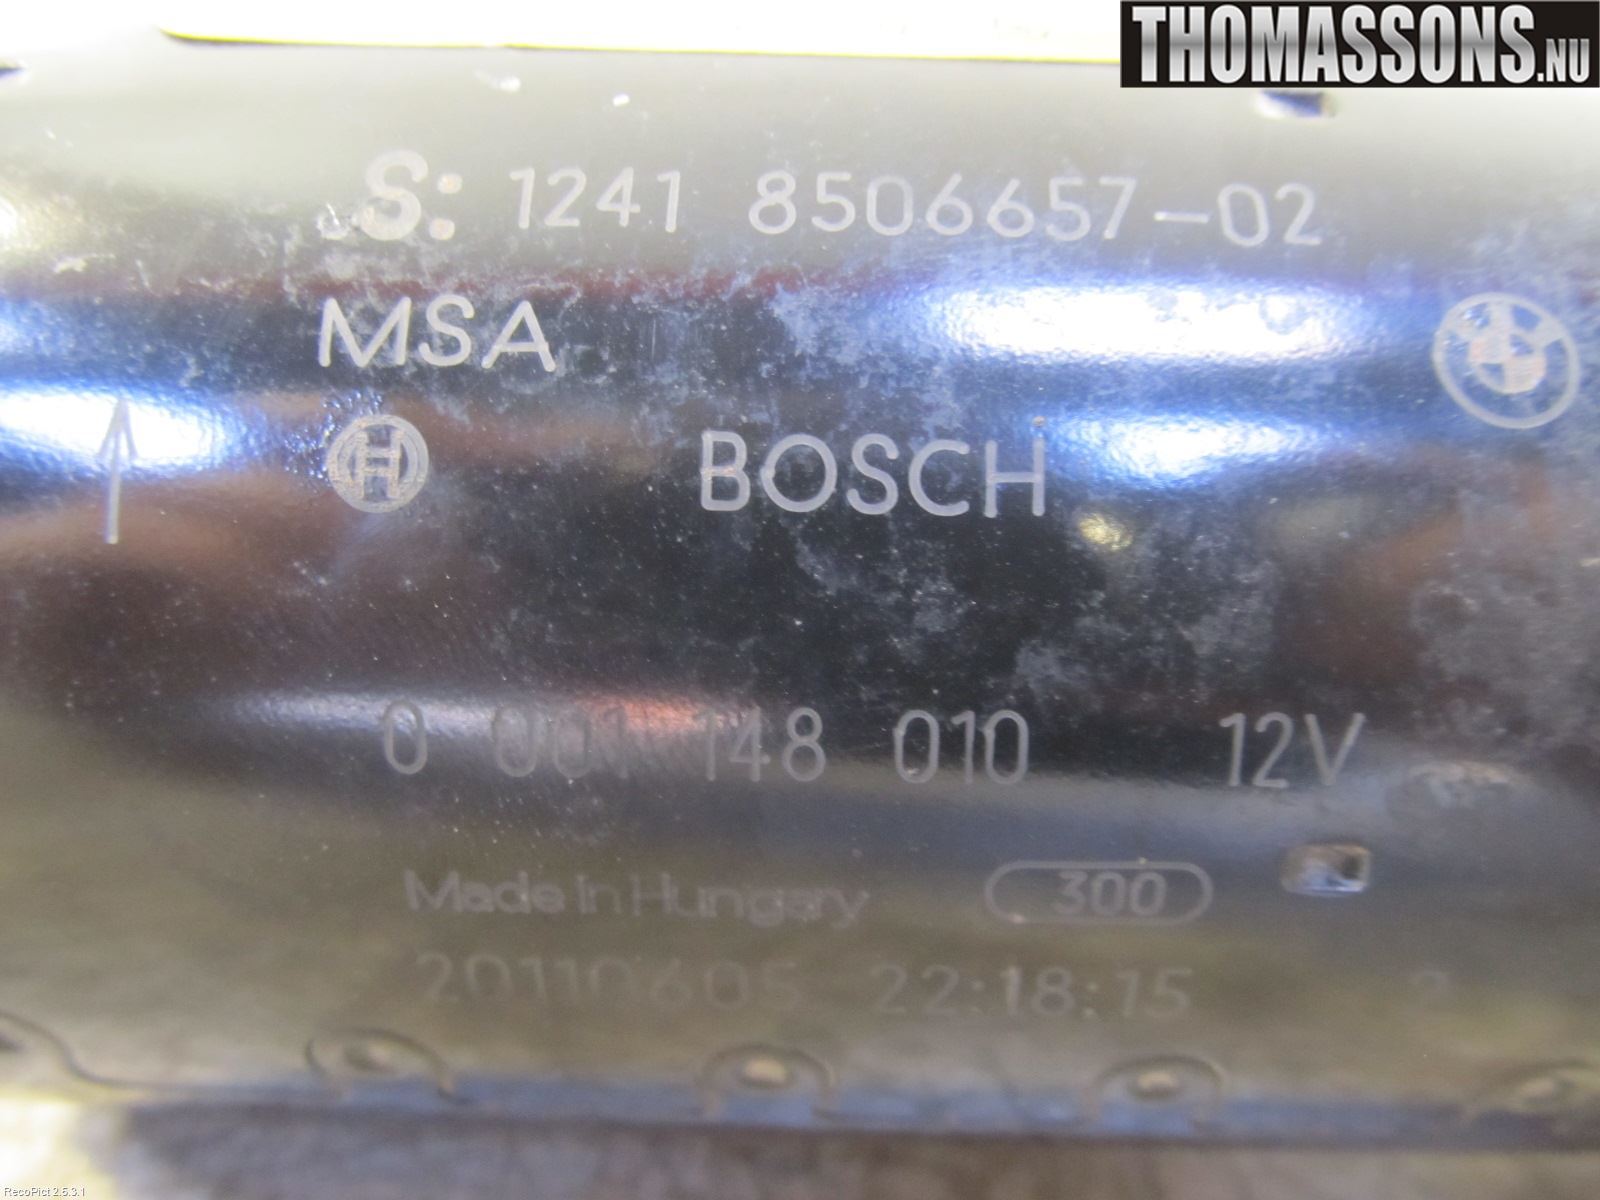 THOMASSONS.NU
S: 1241 8506657-02
MSA
BOSCH
0 001 148 010 12V
Made in Hungary 300
20110605 22:18:15
RecoPict 2.5.3.1